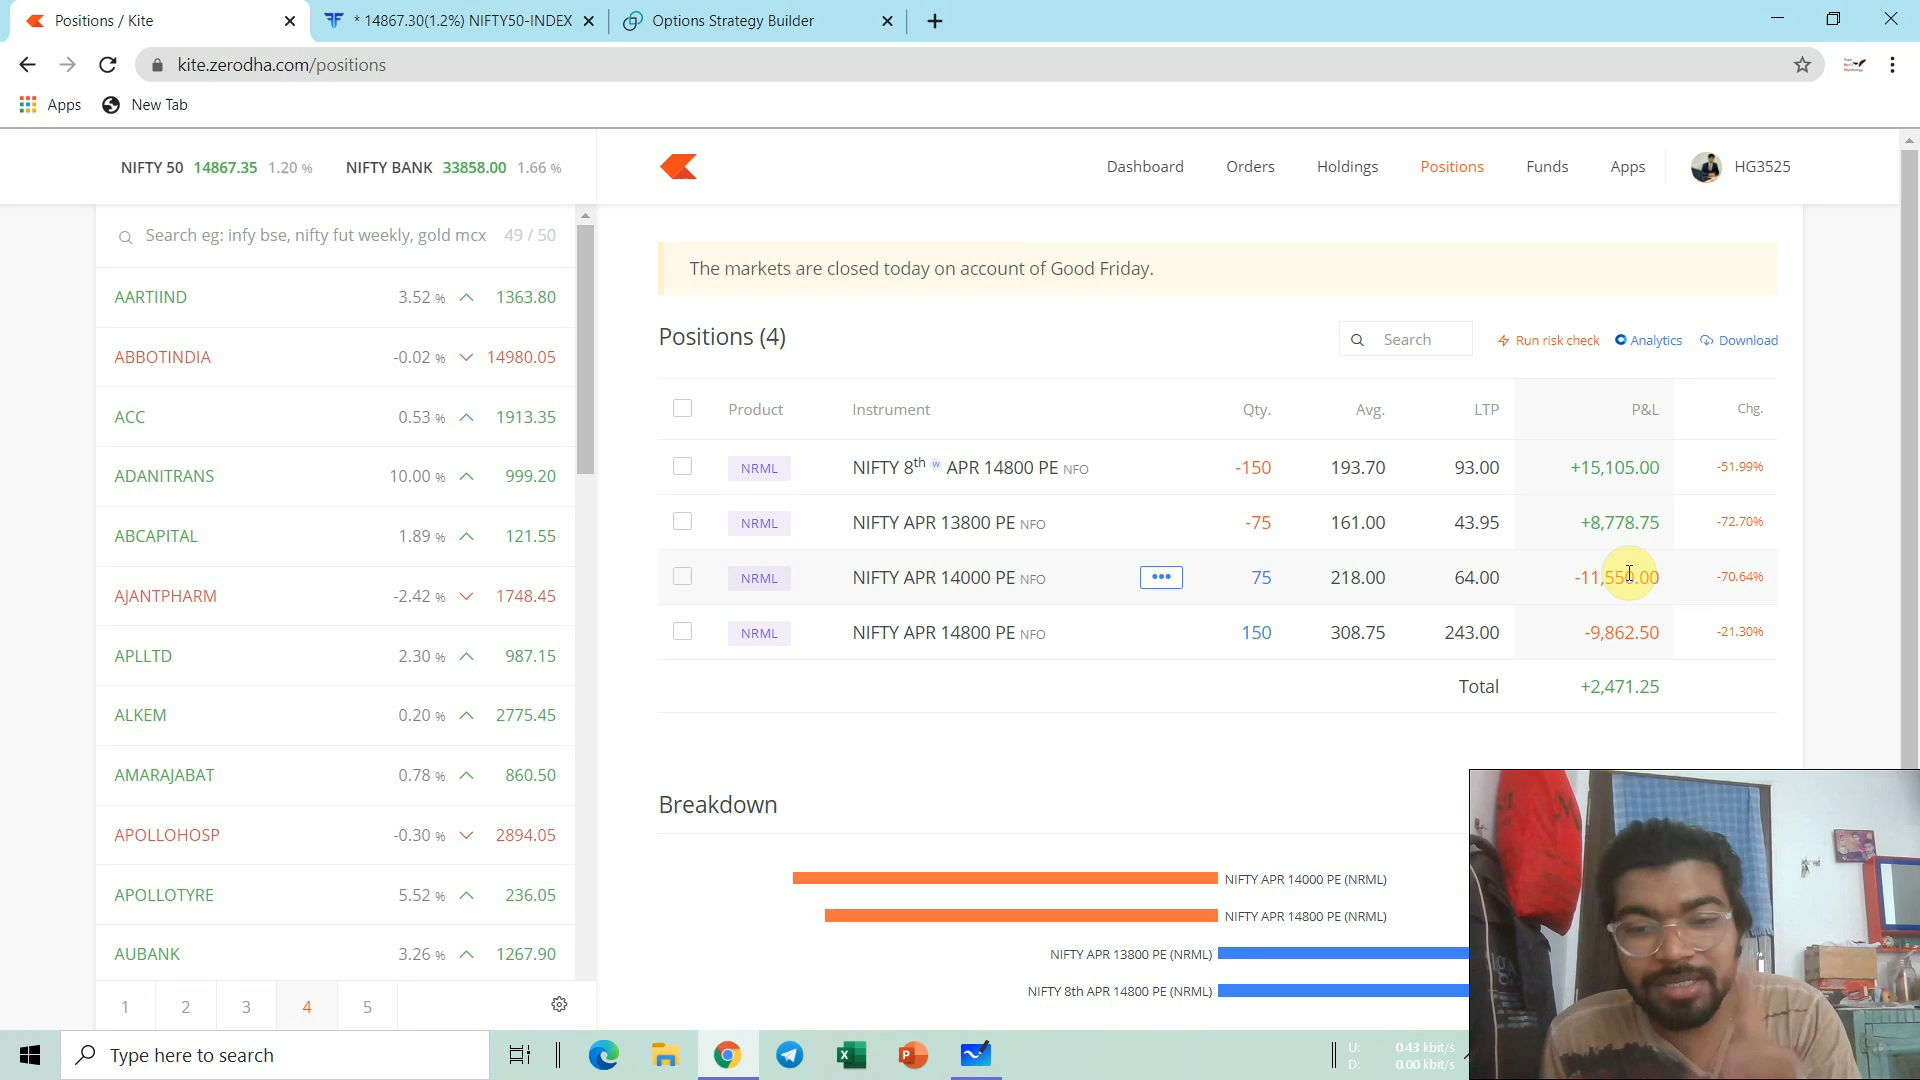 Positions / Kite
* 14867.30(1.2%) NIFTY50-INDEX
Options Strategy Builder
kite.zerodha.com/positions
Apps
New Tab
NIFTY 50 14867.35 1.20 %
NIFTY BANK 33858.00 1.66 %
Dashboard
Orders
Holdings
Positions
Funds
Apps
HG3525
Search eg: infy bse, nifty fut weekly, gold mcx 49 / 50
AARTIIND 3.52 % 1363.80
ABBOTINDIA -0.02 % 14980.05
ACC 0.53 % 1913.35
ADANITRANS 10.00 % 999.20
ABCAPITAL 1.89 % 121.55
AJANTPHARM -2.42 % 1748.45
APLLTD 2.30 % 987.15
ALKEM 0.20 % 2775.45
AMARAJABAT 0.78 % 860.50
APOLLOHOSP -0.30 % 2894.05
APOLLOTYRE 5.52 % 236.05
AUBANK 3.26 % 1267.90
1 2 3 4 5
The markets are closed today on account of Good Friday.
Positions (4)
Search
Run risk check
Analytics
Download
Product Instrument Qty. Avg. LTP P&L Chg.
NRML NIFTY 8th w APR 14800 PE NFO -150 193.70 93.00 +15,105.00 -51.99%
NRML NIFTY APR 13800 PE NFO -75 161.00 43.95 +8,778.75 -72.70%
NRML NIFTY APR 14000 PE NFO 75 218.00 64.00 -11,550.00 -70.64%
NRML NIFTY APR 14800 PE NFO 150 308.75 243.00 -9,862.50 -21.30%
Total +2,471.25
Breakdown
NIFTY APR 14000 PE (NRML)
NIFTY APR 14800 PE (NRML)
NIFTY APR 13800 PE (NRML)
NIFTY 8th APR 14800 PE (NRML)
Type here to search
U: 0.43 kbit/s
D: 0.00 kbit/s